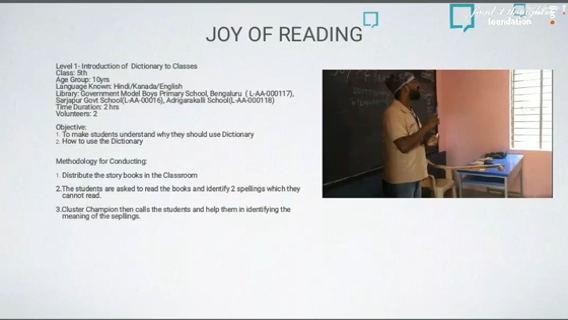 JOY OF READING
foundation
Level 1- Introduction of Dictionary to Classes
Class: 5th
Age Group: 10yrs
Language Known: Hindi/Kanada/English
Library: Government Model Boys Primary School, Bengaluru ( L-AA-000117),
Sarjapur Govt School(L-AA-00016), Adrigarakalli School(L-AA-000118)
Time Duration: 2 hrs
Volunteers: 2
Objective:
1. To make students understand why they should use Dictionary
2. How to use the Dictionary
Methodology for Conducting:
1. Distribute the story books in the Classroom
2.The students are asked to read the books and identify 2 spellings which they
cannot read.
3.Cluster Champion then calls the students and help them in identifying the
meaning of the sepllings.